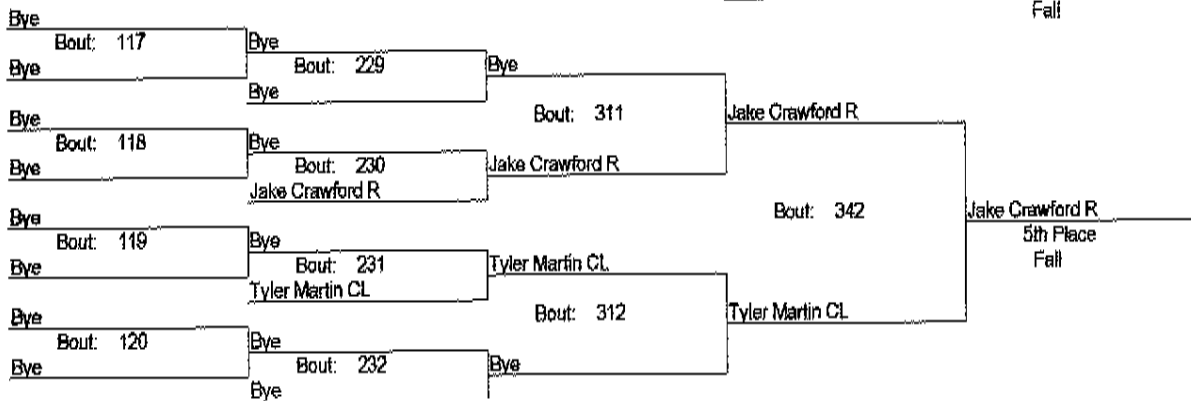 Fall
Bye
Bout: 117
Bye
Bye
Bout: 229
Bye
Bye
Bout: 311
Jake Crawford R
Bye
Bout: 118
Bye
Bye
Bout: 230
Jake Crawford R
Jake Crawford R
Bout: 342
Jake Crawford R
5th Place
Fall
Bye
Bout: 119
Bye
Bye
Bout: 231
Tyler Martin CL
Tyler Martin CL
Bout: 312
Tyler Martin CL
Bye
Bout: 120
Bye
Bye
Bout: 232
Bye
Bye